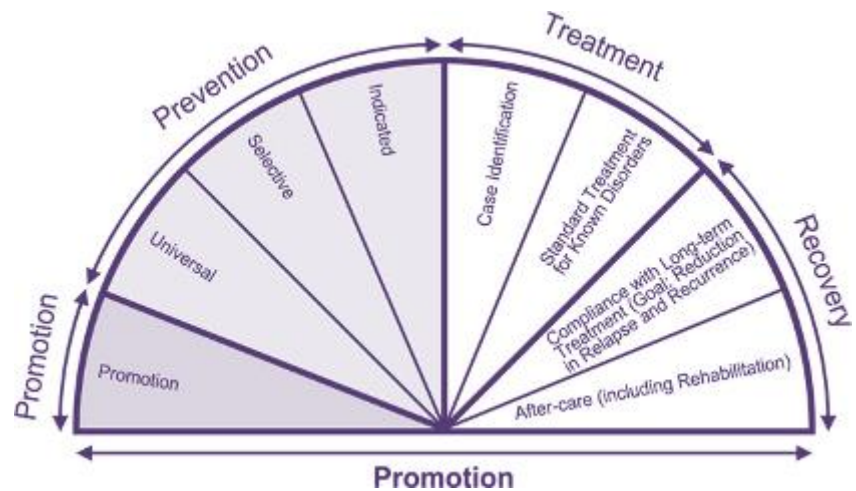 Prevention
Treatment
Promotion
Recovery
Promotion
Universal
Selective
Indicated
Case Identification
Standard Treatment
for Known Disorders
Compliance with Long-term
Treatment (Goal: Reduction
in Relapse and Recurrence)
After-care (including Rehabilitation)
Promotion